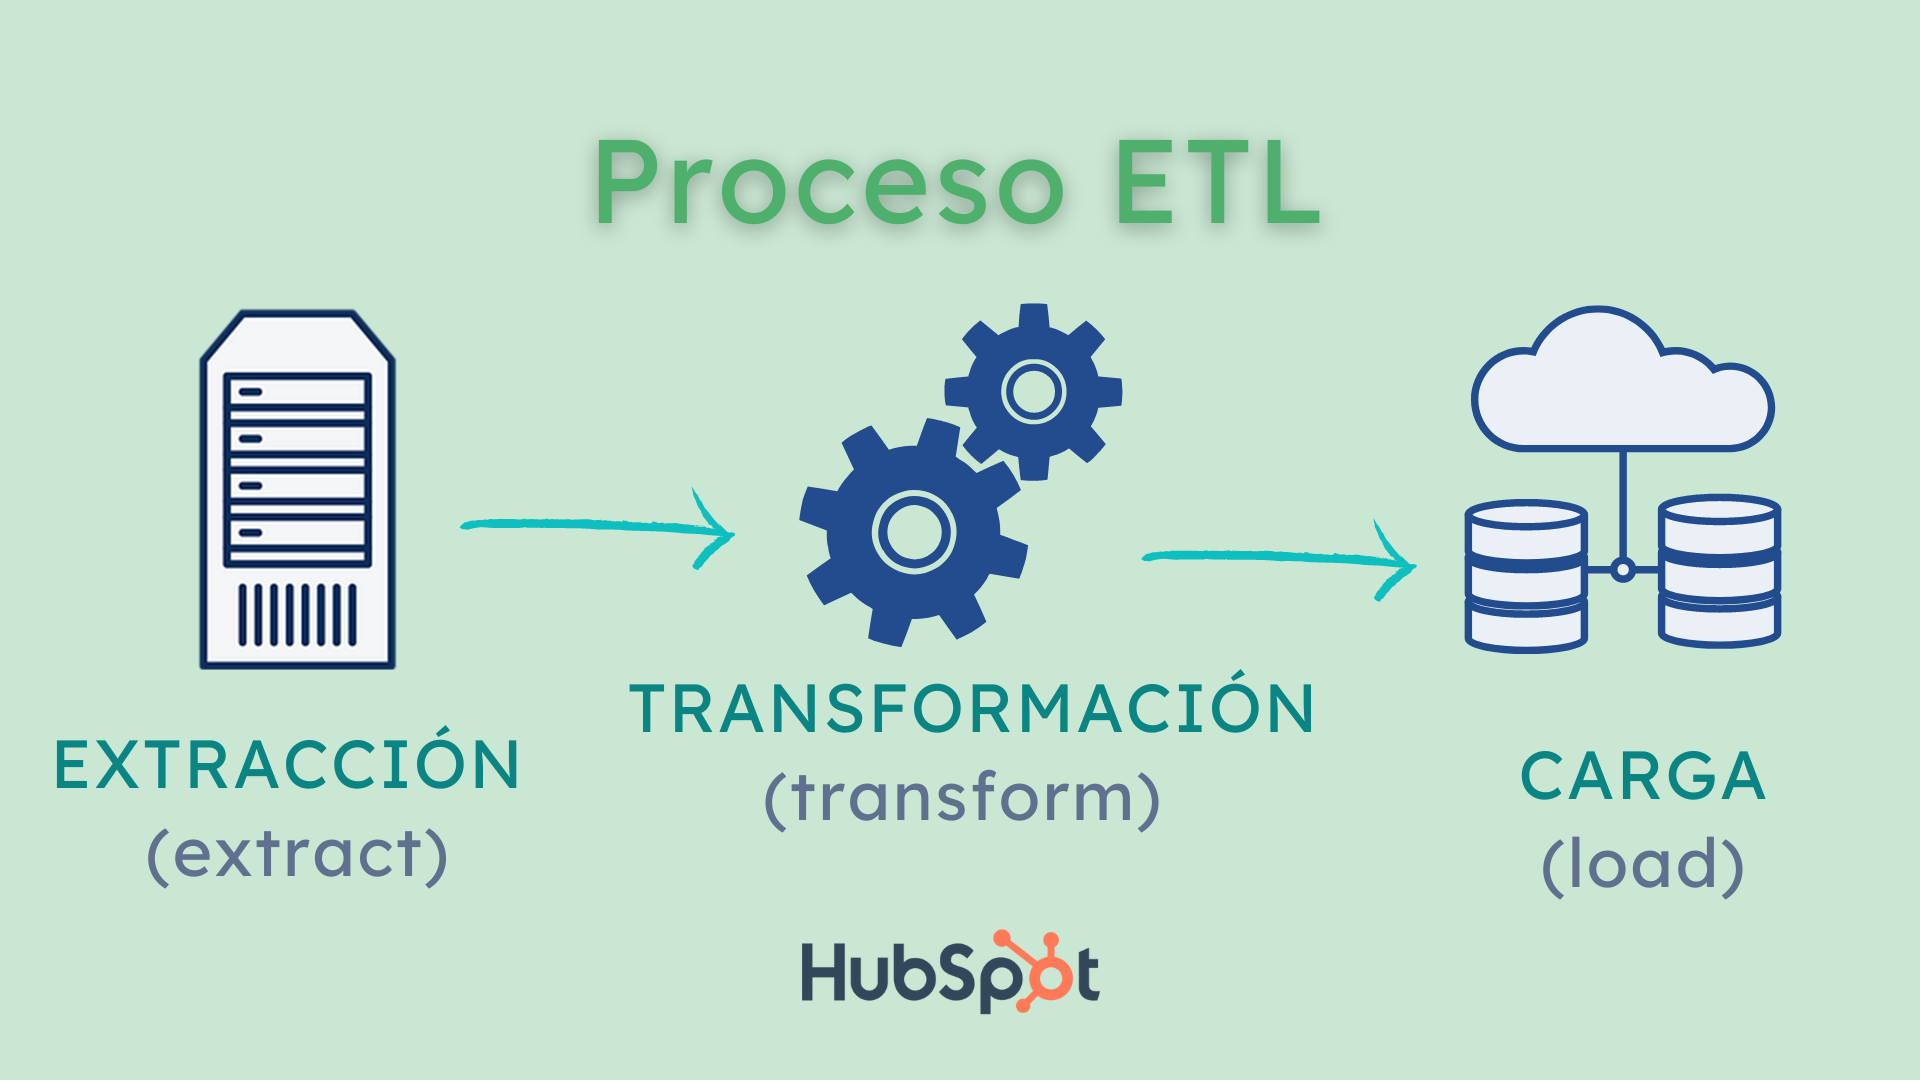 Proceso ETL
EXTRACCIÓN
(extract)
TRANSFORMACIÓN
(transform)
CARGA
(load)
HubSpot